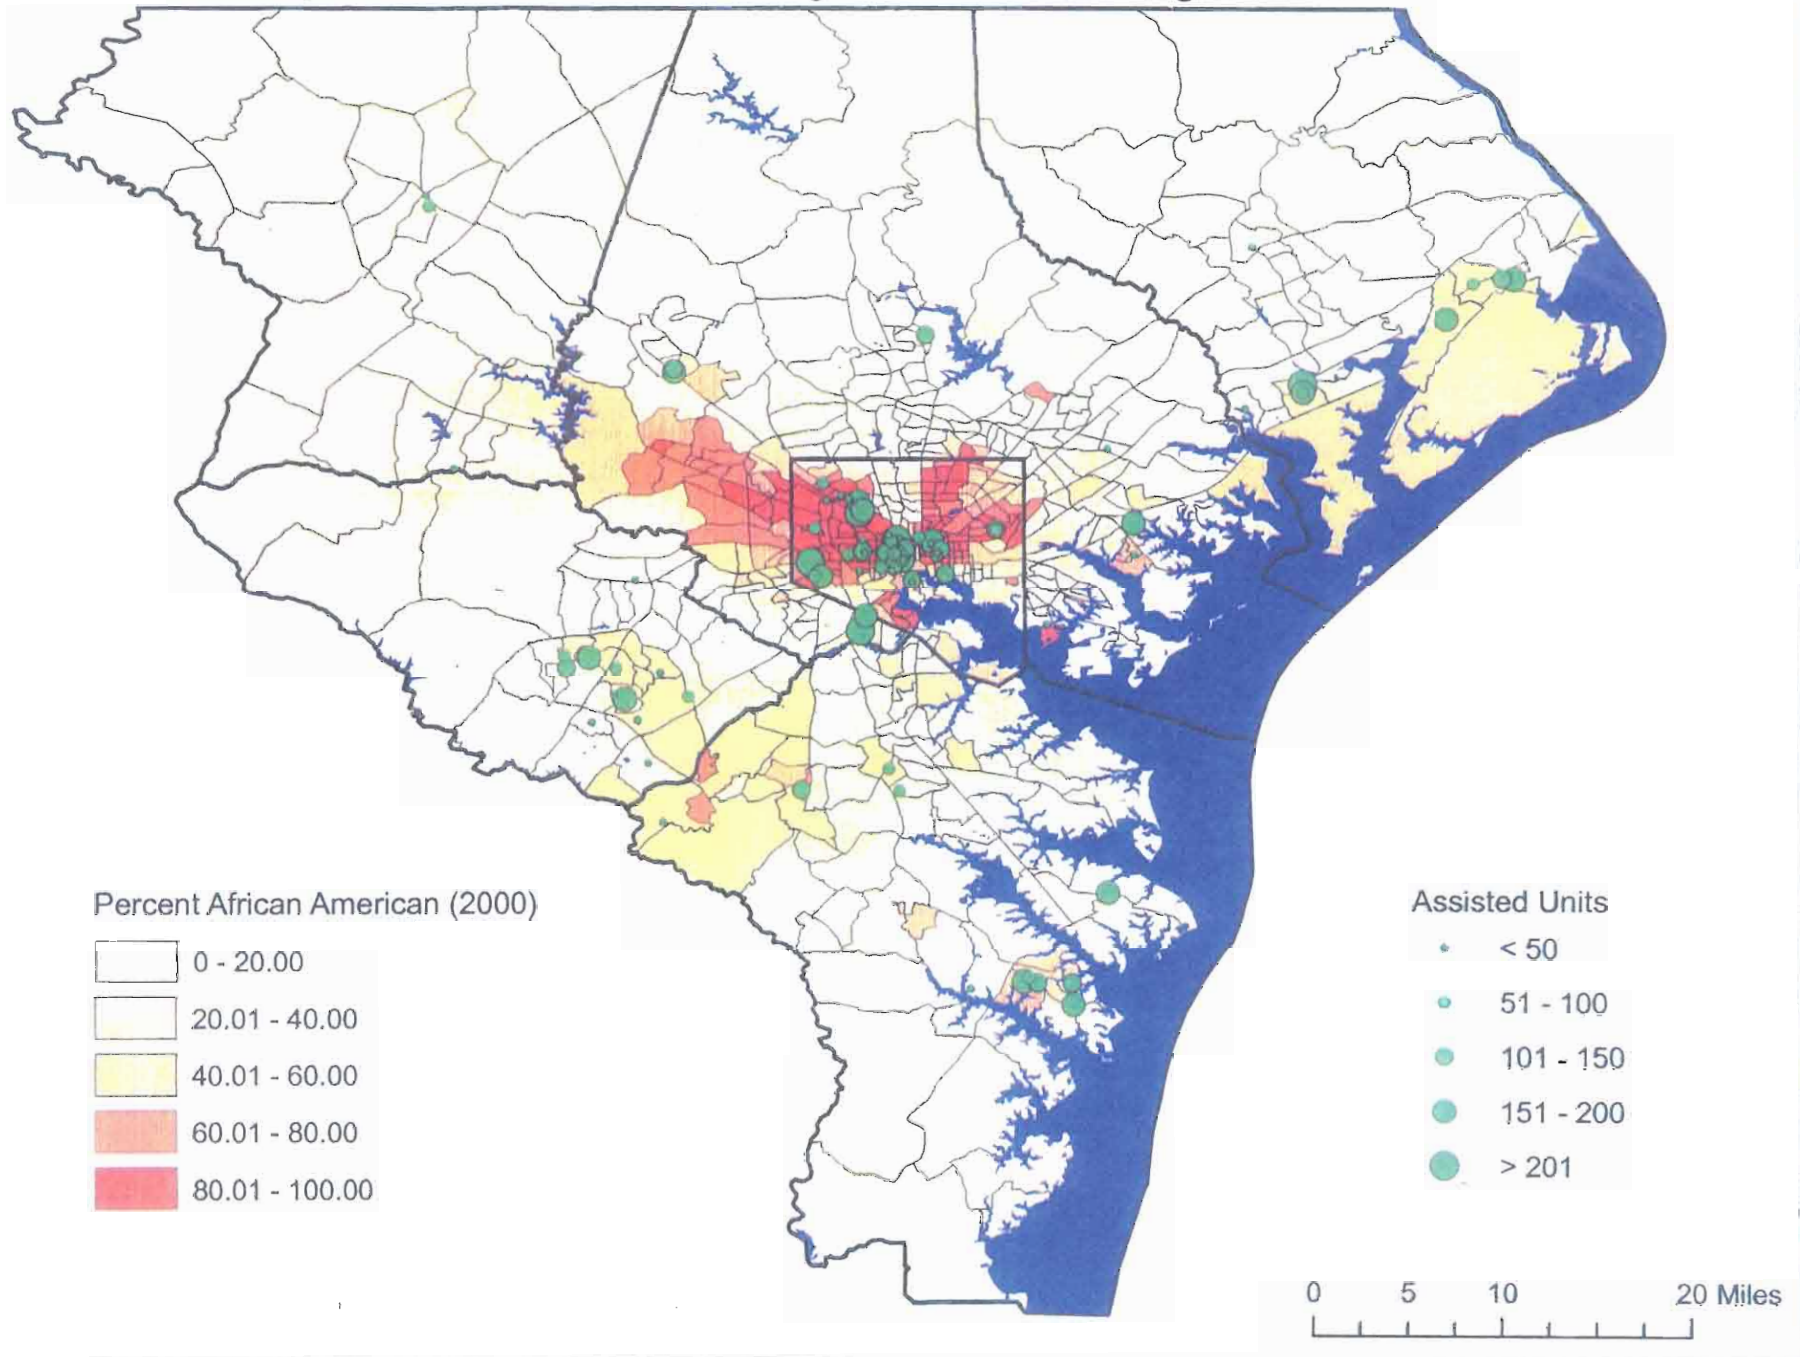 Percent African American (2000)
0 - 20.00
20.01 - 40.00
40.01 - 60.00
60.01 - 80.00
80.01 - 100.00
Assisted Units
< 50
51 - 100
101 - 150
151 - 200
> 201
0 5 10 20 Miles